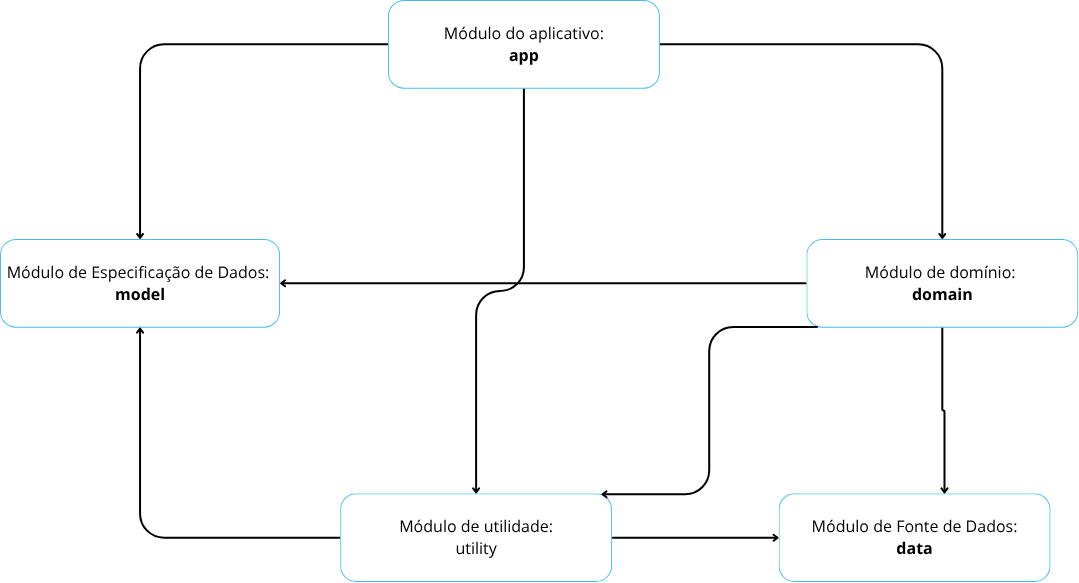 Módulo do aplicativo:
app
Módulo de Especificação de Dados:
model
Módulo de domínio:
domain
Módulo de utilidade:
utility
Módulo de Fonte de Dados:
data